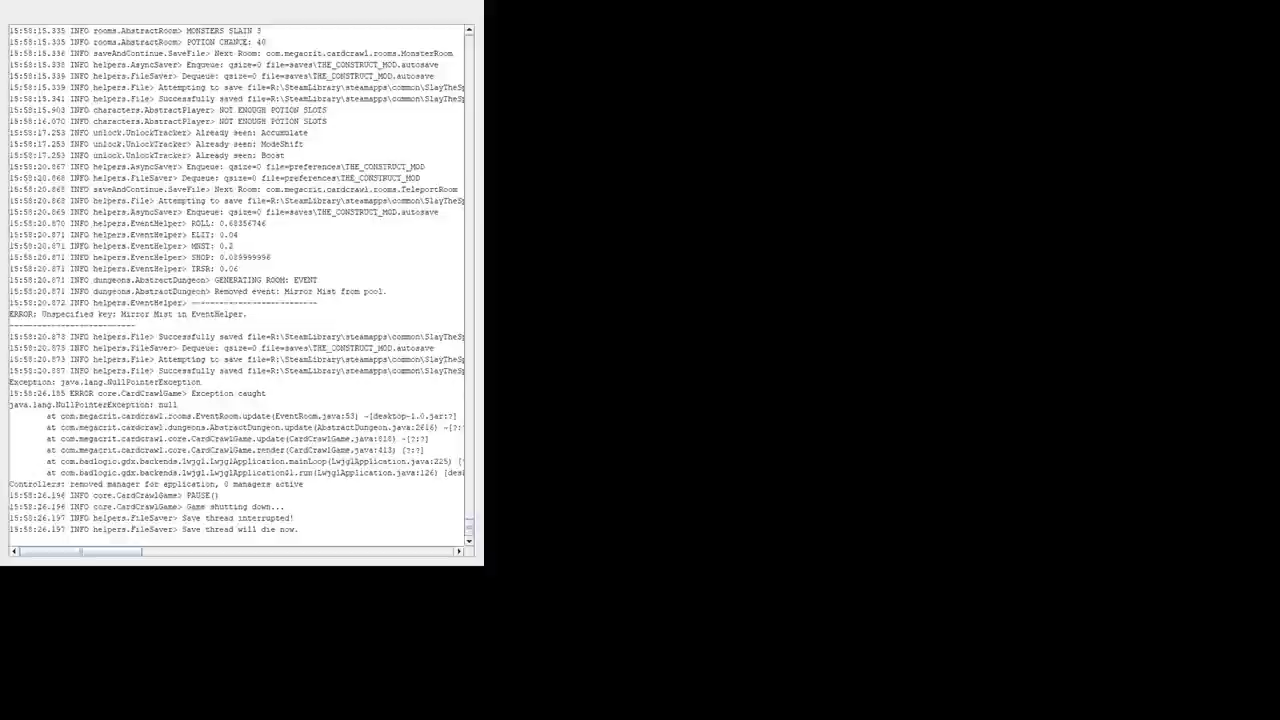 15:58:15.335 INFO rooms.AbstractRoom> MONSTERS SLAIN 3
15:58:15.335 INFO rooms.AbstractRoom> POTION CHANCE: 40
15:58:15.336 INFO saveAndContinue.SaveFile> Next Room: com.megacrit.cardcrawl.rooms.MonsterRoom
15:58:15.338 INFO helpers.AsyncSaver> Enqueue: qsize=0 file=saves\THE_CONSTRUCT_MOD.autosave
15:58:15.339 INFO helpers.FileSaver> Dequeue: qsize=0 file=saves\THE_CONSTRUCT_MOD.autosave
15:58:15.339 INFO helpers.File> Attempting to save file=R:\SteamLibrary\steamapps\common\SlayTheSp
15:58:15.341 INFO helpers.File> Successfully saved file=R:\SteamLibrary\steamapps\common\SlayTheSp
15:58:15.903 INFO characters.AbstractPlayer> NOT ENOUGH POTION SLOTS
15:58:16.070 INFO characters.AbstractPlayer> NOT ENOUGH POTION SLOTS
15:58:17.253 INFO unlock.UnlockTracker> Already seen: Accumulate
15:58:17.253 INFO unlock.UnlockTracker> Already seen: ModeShift
15:58:17.253 INFO unlock.UnlockTracker> Already seen: Boost
15:58:20.867 INFO helpers.AsyncSaver> Enqueue: qsize=0 file=preferences\THE_CONSTRUCT_MOD
15:58:20.868 INFO helpers.FileSaver> Dequeue: qsize=0 file=preferences\THE_CONSTRUCT_MOD
15:58:20.868 INFO saveAndContinue.SaveFile> Next Room: com.megacrit.cardcrawl.rooms.TeleportRoom
15:58:20.868 INFO helpers.File> Attempting to save file=R:\SteamLibrary\steamapps\common\SlayTheSp
15:58:20.869 INFO helpers.AsyncSaver> Enqueue: qsize=0 file=saves\THE_CONSTRUCT_MOD.autosave
15:58:20.870 INFO helpers.EventHelper> ROLL: 0.68356746
15:58:20.871 INFO helpers.EventHelper> ELIT: 0.04
15:58:20.871 INFO helpers.EventHelper> MNST: 0.2
15:58:20.871 INFO helpers.EventHelper> SHOP: 0.089999996
15:58:20.871 INFO helpers.EventHelper> TRSR: 0.06
15:58:20.871 INFO dungeons.AbstractDungeon> GENERATING ROOM: EVENT
15:58:20.871 INFO dungeons.AbstractDungeon> Removed event: Mirror Mist from pool.
15:58:20.872 INFO helpers.EventHelper> ---------------------------
ERROR: Unspecified key: Mirror Mist in EventHelper.
---------------------------
15:58:20.873 INFO helpers.File> Successfully saved file=R:\SteamLibrary\steamapps\common\SlayTheSp
15:58:20.873 INFO helpers.FileSaver> Dequeue: qsize=0 file=saves\THE_CONSTRUCT_MOD.autosave
15:58:20.873 INFO helpers.File> Attempting to save file=R:\SteamLibrary\steamapps\common\SlayTheSp
15:58:20.887 INFO helpers.File> Successfully saved file=R:\SteamLibrary\steamapps\common\SlayTheSp
Exception: java.lang.NullPointerException
15:58:26.185 ERROR core.CardCrawlGame> Exception caught
java.lang.NullPointerException: null
at com.megacrit.cardcrawl.rooms.EventRoom.update(EventRoom.java:53) ~[desktop-1.0.jar:?]
at com.megacrit.cardcrawl.dungeons.AbstractDungeon.update(AbstractDungeon.java:2616) ~[?:
at com.megacrit.cardcrawl.core.CardCrawlGame.update(CardCrawlGame.java:818) ~[?:?]
at com.megacrit.cardcrawl.core.CardCrawlGame.render(CardCrawlGame.java:413) [?:?]
at com.badlogic.gdx.backends.lwjgl.LwjglApplication.mainLoop(LwjglApplication.java:225) [
at com.badlogic.gdx.backends.lwjgl.LwjglApplication$1.run(LwjglApplication.java:126) [des
Controllers: removed manager for application, 0 managers active
15:58:26.196 INFO core.CardCrawlGame> PAUSE()
15:58:26.196 INFO core.CardCrawlGame> Game shutting down...
15:58:26.197 INFO helpers.FileSaver> Save thread interrupted!
15:58:26.197 INFO helpers.FileSaver> Save thread will die now.